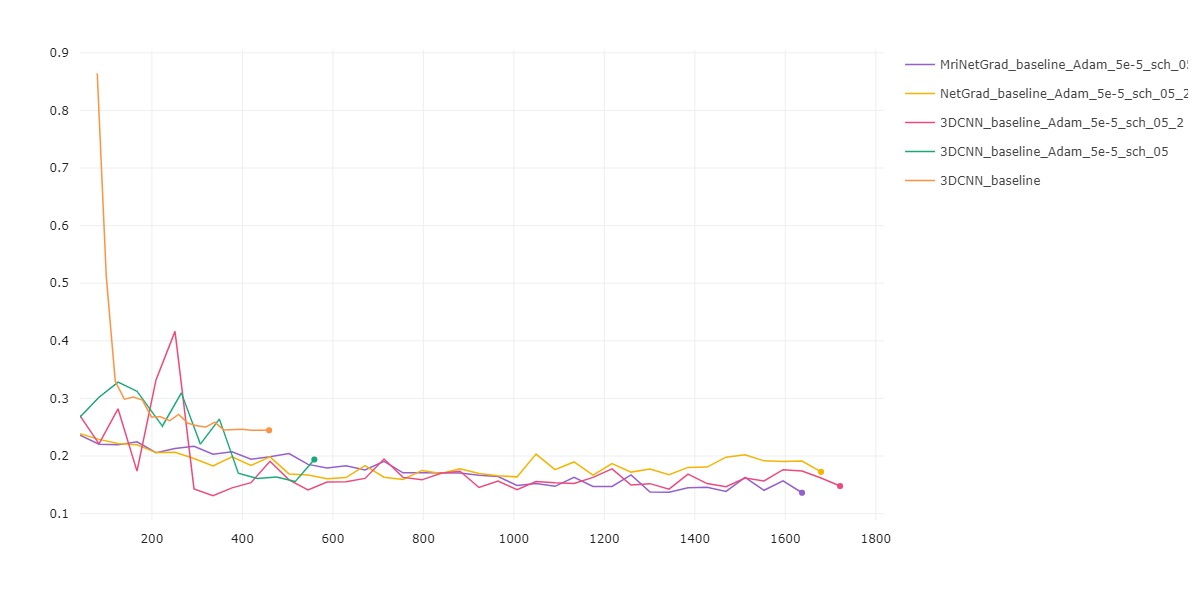 0.9
0.8
0.7
0.6
0.5
0.4
0.3
0.2
0.1
200 400 600 800 1000 1200 1400 1600 1800
MriNetGrad_baseline_Adam_5e-5_sch_05
NetGrad_baseline_Adam_5e-5_sch_05_2
3DCNN_baseline_Adam_5e-5_sch_05_2
3DCNN_baseline_Adam_5e-5_sch_05
3DCNN_baseline